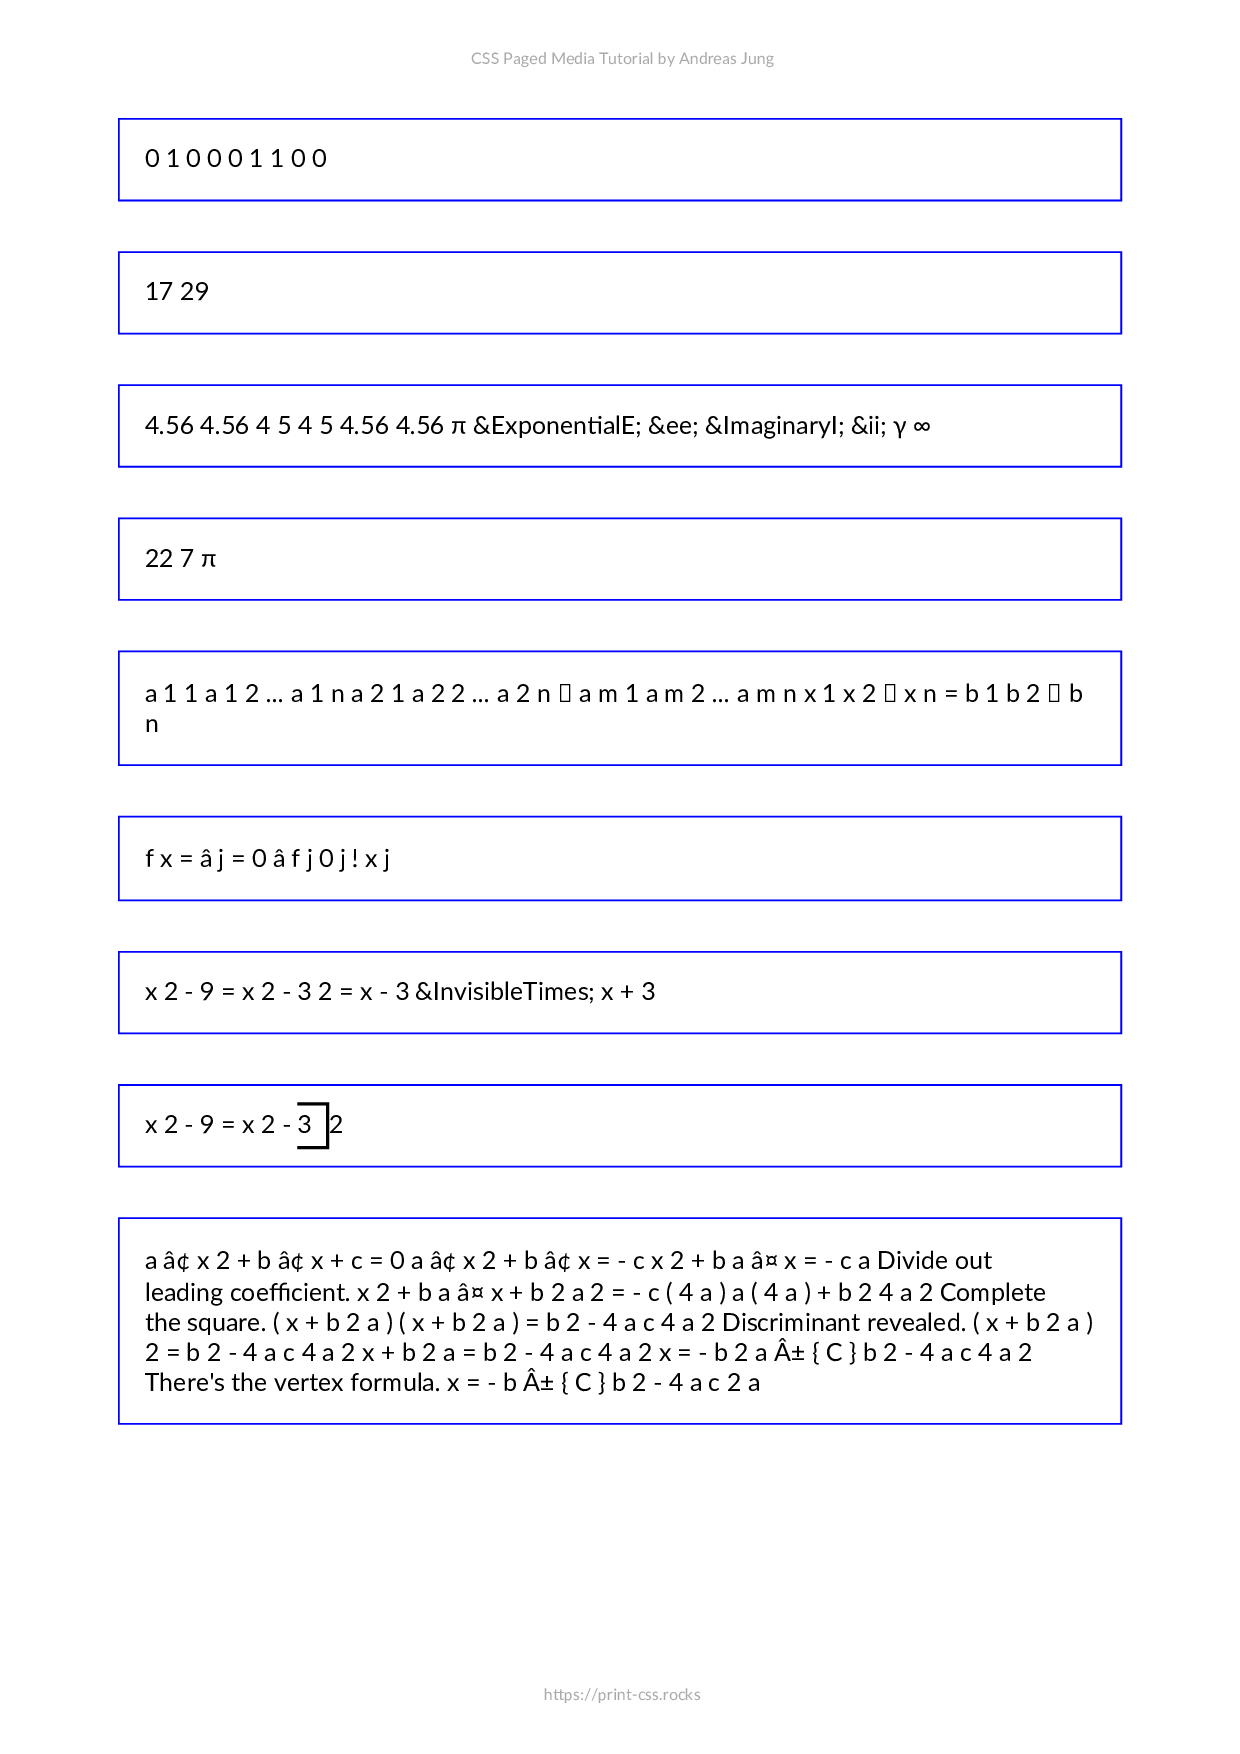 CSS Paged Media Tutorial by Andreas Jung
0 1 0 0 0 1 1 0 0
17 29
4.56 4.56 4 5 4 5 4.56 4.56 π &ExponentialE; &ee; &ImaginaryI; &ii; γ ∞
22 7 π
a 1 1 a 1 2 … a 1 n a 2 1 a 2 2 … a 2 n ▯ a m 1 a m 2 … a m n x 1 x 2 ▯ x n = b 1 b 2 ▯ b
n
f x = â j = 0 â f j 0 j ! x j
x 2 - 9 = x 2 - 3 2 = x - 3 &InvisibleTimes; x + 3
x 2 - 9 = x 2 - 3 2
a â¢ x 2 + b â¢ x + c = 0 a â¢ x 2 + b â¢ x = - c x 2 + b a â¤ x = - c a Divide out
leading coefficient. x 2 + b a â¤ x + b 2 a 2 = - c ( 4 a ) a ( 4 a ) + b 2 4 a 2 Complete
the square. ( x + b 2 a ) ( x + b 2 a ) = b 2 - 4 a c 4 a 2 Discriminant revealed. ( x + b 2 a )
2 = b 2 - 4 a c 4 a 2 x + b 2 a = b 2 - 4 a c 4 a 2 x = - b 2 a Â± { C } b 2 - 4 a c 4 a 2
There's the vertex formula. x = - b Â± { C } b 2 - 4 a c 2 a
https://print-css.rocks